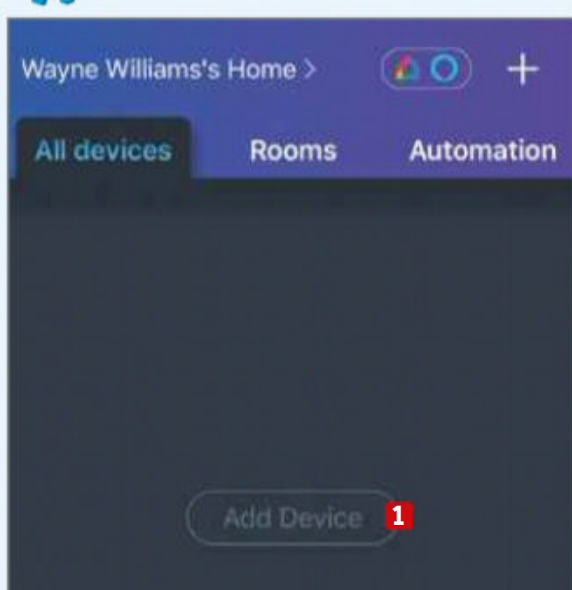 Wayne Williams's Home >
+
All devices Rooms Automation
Add Device 1